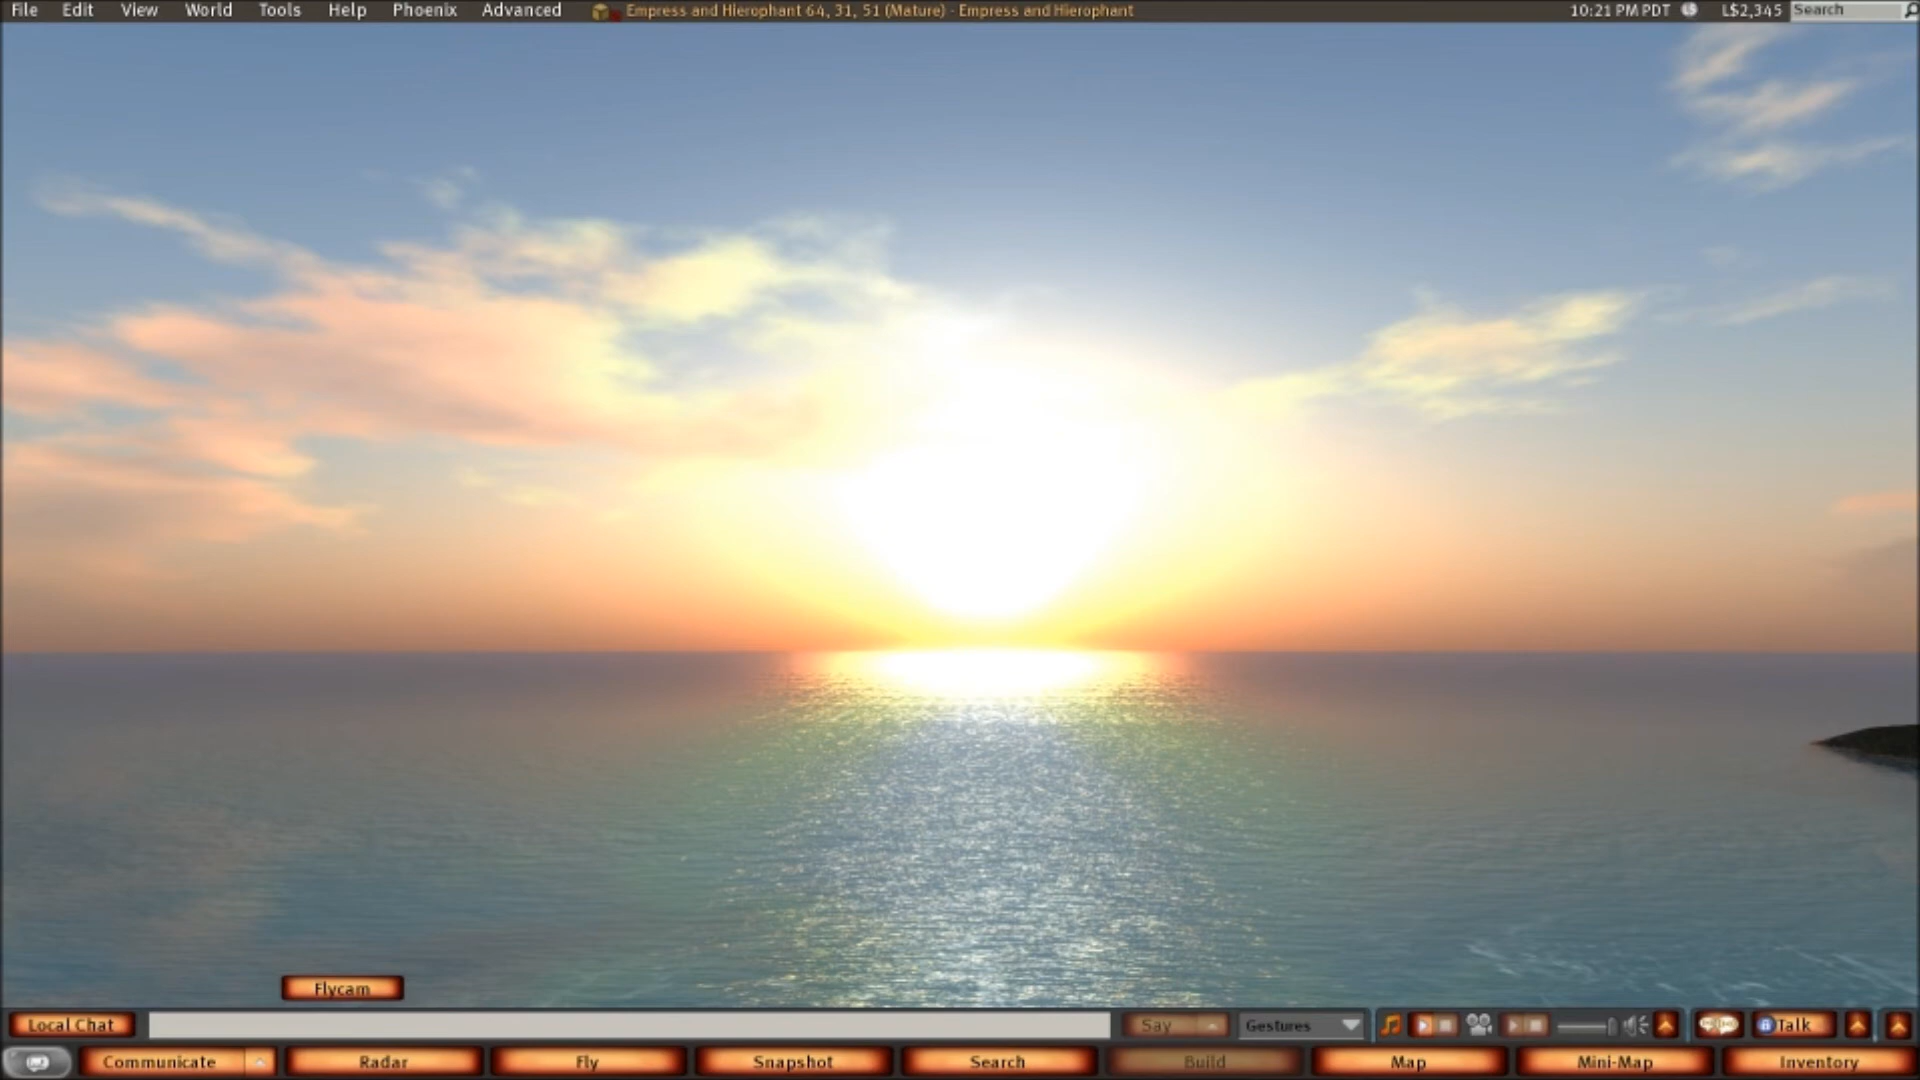 File Edit View World Tools Help Phoenix Advanced Empress and Hierophant 64, 31, 51 (Mature) - Empress and Hierophant 10:21 PM PDT L$2,345 Search
Flycam
Local Chat Say Gestures Talk
Communicate Radar Fly Snapshot Search Build Map Mini-Map Inventory